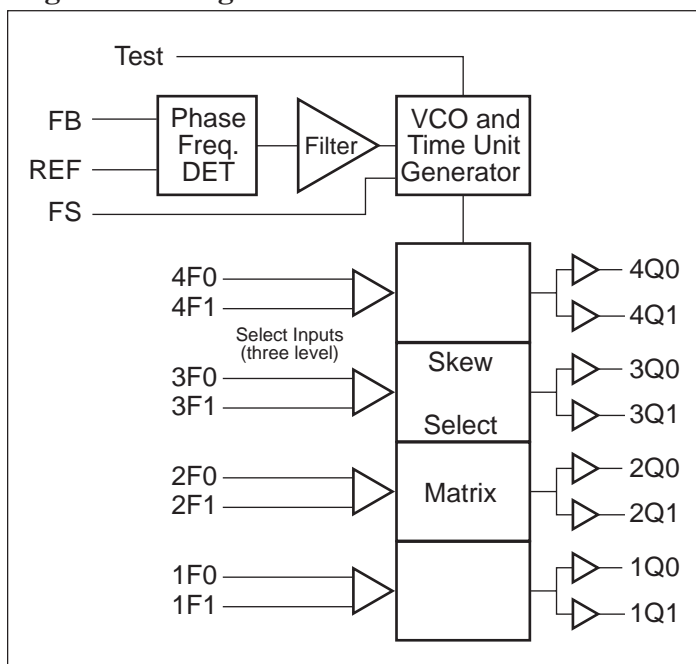 Test
FB
REF
FS
Phase
Freq.
DET
Filter
VCO and
Time Unit
Generator
4F0
4F1
4Q0
4Q1
Select Inputs
(three level)
3F0
3F1
Skew
Select
3Q0
3Q1
2F0
2F1
Matrix
2Q0
2Q1
1F0
1F1
1Q0
1Q1